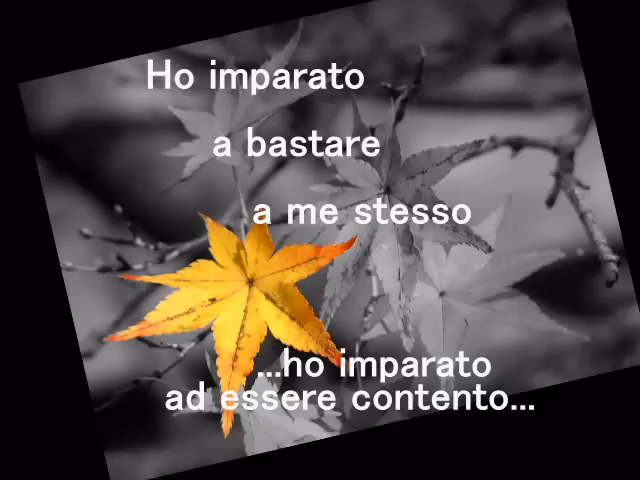 Ho imparato
a bastare
a me stesso
...ho imparato
ad essere contento...